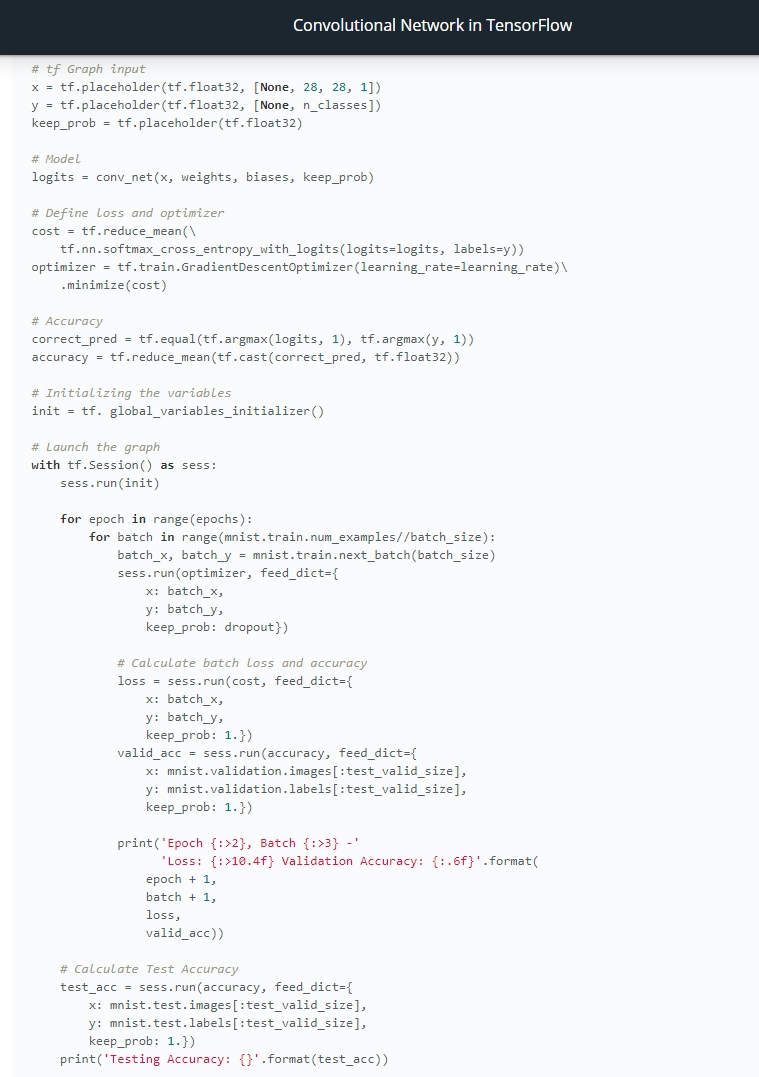 Convolutional Network in TensorFlow
# tf Graph input
x = tf.placeholder(tf.float32, [None, 28, 28, 1])
y = tf.placeholder(tf.float32, [None, n_classes])
keep_prob = tf.placeholder(tf.float32)

# Model
logits = conv_net(x, weights, biases, keep_prob)

# Define loss and optimizer
cost = tf.reduce_mean(\
    tf.nn.softmax_cross_entropy_with_logits(logits=logits, labels=y))
optimizer = tf.train.GradientDescentOptimizer(learning_rate=learning_rate)\
    .minimize(cost)

# Accuracy
correct_pred = tf.equal(tf.argmax(logits, 1), tf.argmax(y, 1))
accuracy = tf.reduce_mean(tf.cast(correct_pred, tf.float32))

# Initializing the variables
init = tf. global_variables_initializer()

# Launch the graph
with tf.Session() as sess:
    sess.run(init)

    for epoch in range(epochs):
        for batch in range(mnist.train.num_examples//batch_size):
            batch_x, batch_y = mnist.train.next_batch(batch_size)
            sess.run(optimizer, feed_dict={
                x: batch_x,
                y: batch_y,
                keep_prob: dropout})

            # Calculate batch loss and accuracy
            loss = sess.run(cost, feed_dict={
                x: batch_x,
                y: batch_y,
                keep_prob: 1.})
            valid_acc = sess.run(accuracy, feed_dict={
                x: mnist.validation.images[:test_valid_size],
                y: mnist.validation.labels[:test_valid_size],
                keep_prob: 1.})

            print('Epoch {:>2}, Batch {:>3} -'
                  'Loss: {:>10.4f} Validation Accuracy: {:.6f}'.format(
                epoch + 1,
                batch + 1,
                loss,
                valid_acc))

    # Calculate Test Accuracy
    test_acc = sess.run(accuracy, feed_dict={
        x: mnist.test.images[:test_valid_size],
        y: mnist.test.labels[:test_valid_size],
        keep_prob: 1.})
    print('Testing Accuracy: {}'.format(test_acc))